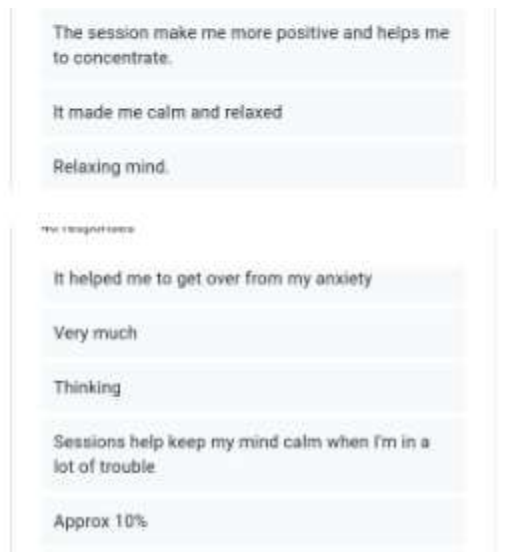 The session make me more positive and helps me
to concentrate.
It made me calm and relaxed
Relaxing mind.
responses
It helped me to get over from my anxiety
Very much
Thinking
Sessions help keep my mind calm when I'm in a
lot of trouble
Approx 10%